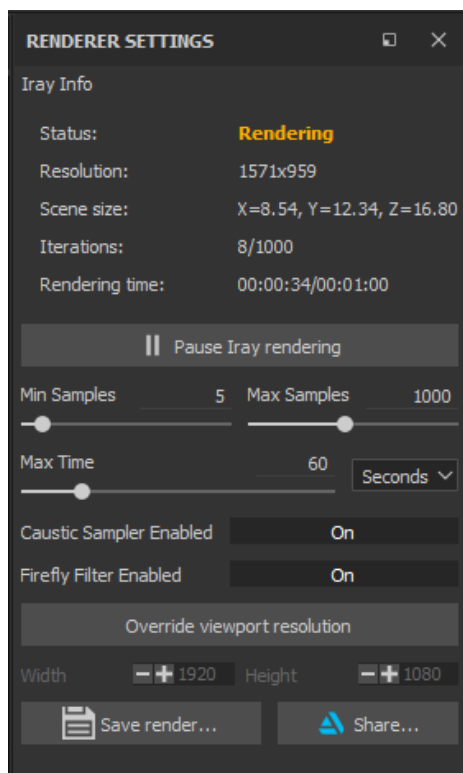 RENDERER SETTINGS
Iray Info
Status: Rendering
Resolution: 1571x959
Scene size: X=8.54, Y=12.34, Z=16.80
Iterations: 8/1000
Rendering time: 00:00:34/00:01:00
Pause Iray rendering
Min Samples 5 Max Samples 1000
Max Time 60 Seconds
Caustic Sampler Enabled On
Firefly Filter Enabled On
Override viewport resolution
Width 1920 Height 1080
Save render... Share...